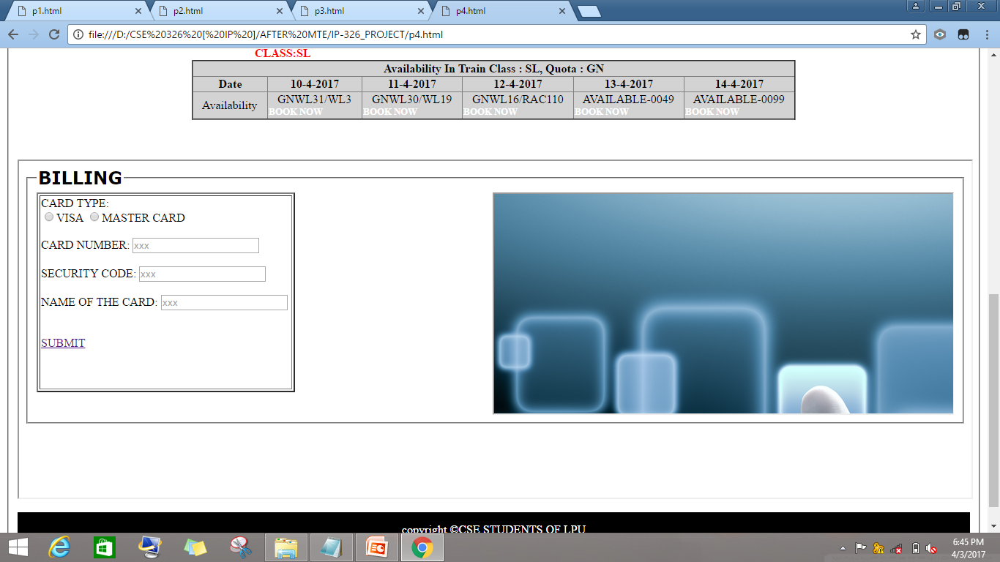 p1.html p2.html p3.html p4.html
file:///D:/CSE%20326%20[%20IP%20]/AFTER%20MTE/IP-326_PROJECT/p4.html
CLASS:SL
Availability In Train Class : SL, Quota : GN
Date 10-4-2017 11-4-2017 12-4-2017 13-4-2017 14-4-2017
Availability GNWL31/WL3 GNWL30/WL19 GNWL16/RAC110 AVAILABLE-0049 AVAILABLE-0099
BOOK NOW BOOK NOW BOOK NOW BOOK NOW BOOK NOW
BILLING
CARD TYPE:
VISA MASTER CARD
CARD NUMBER: xxx
SECURITY CODE: xxx
NAME OF THE CARD: xxx
SUBMIT
copyright ©CSE STUDENTS OF LPU
6:45 PM
4/3/2017